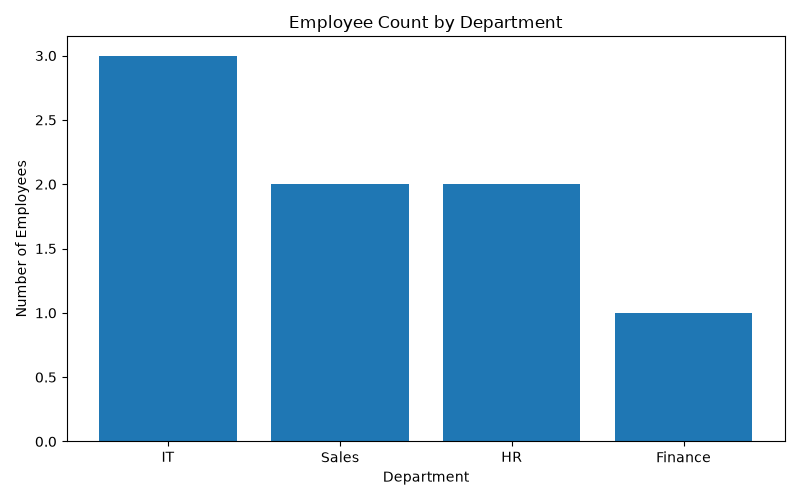 Employee Count by Department
Number of Employees
3.0
2.5
2.0
1.5
1.0
0.5
0.0
IT Sales HR Finance
Department